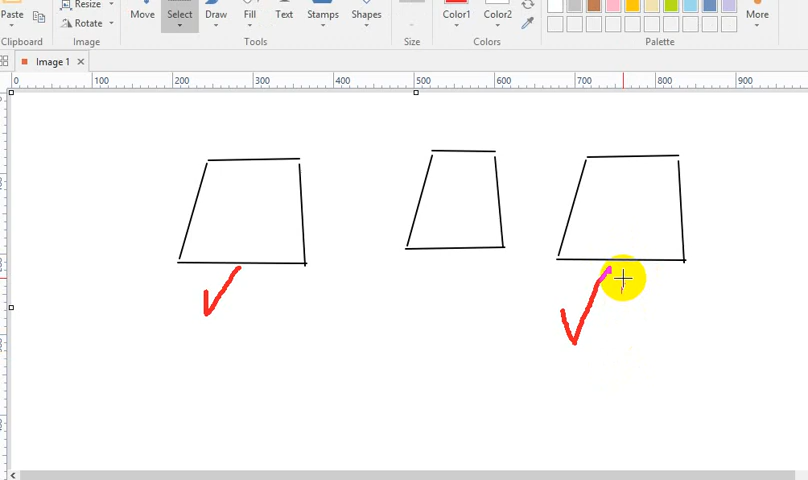 Paste
Resize
Rotate
Move
Select
Draw
Fill
Text
Stamps
Shapes
Color1
Color2
More
Clipboard
Image
Tools
Size
Colors
Palette
Image 1
0 100 200 300 400 500 600 700 800 900